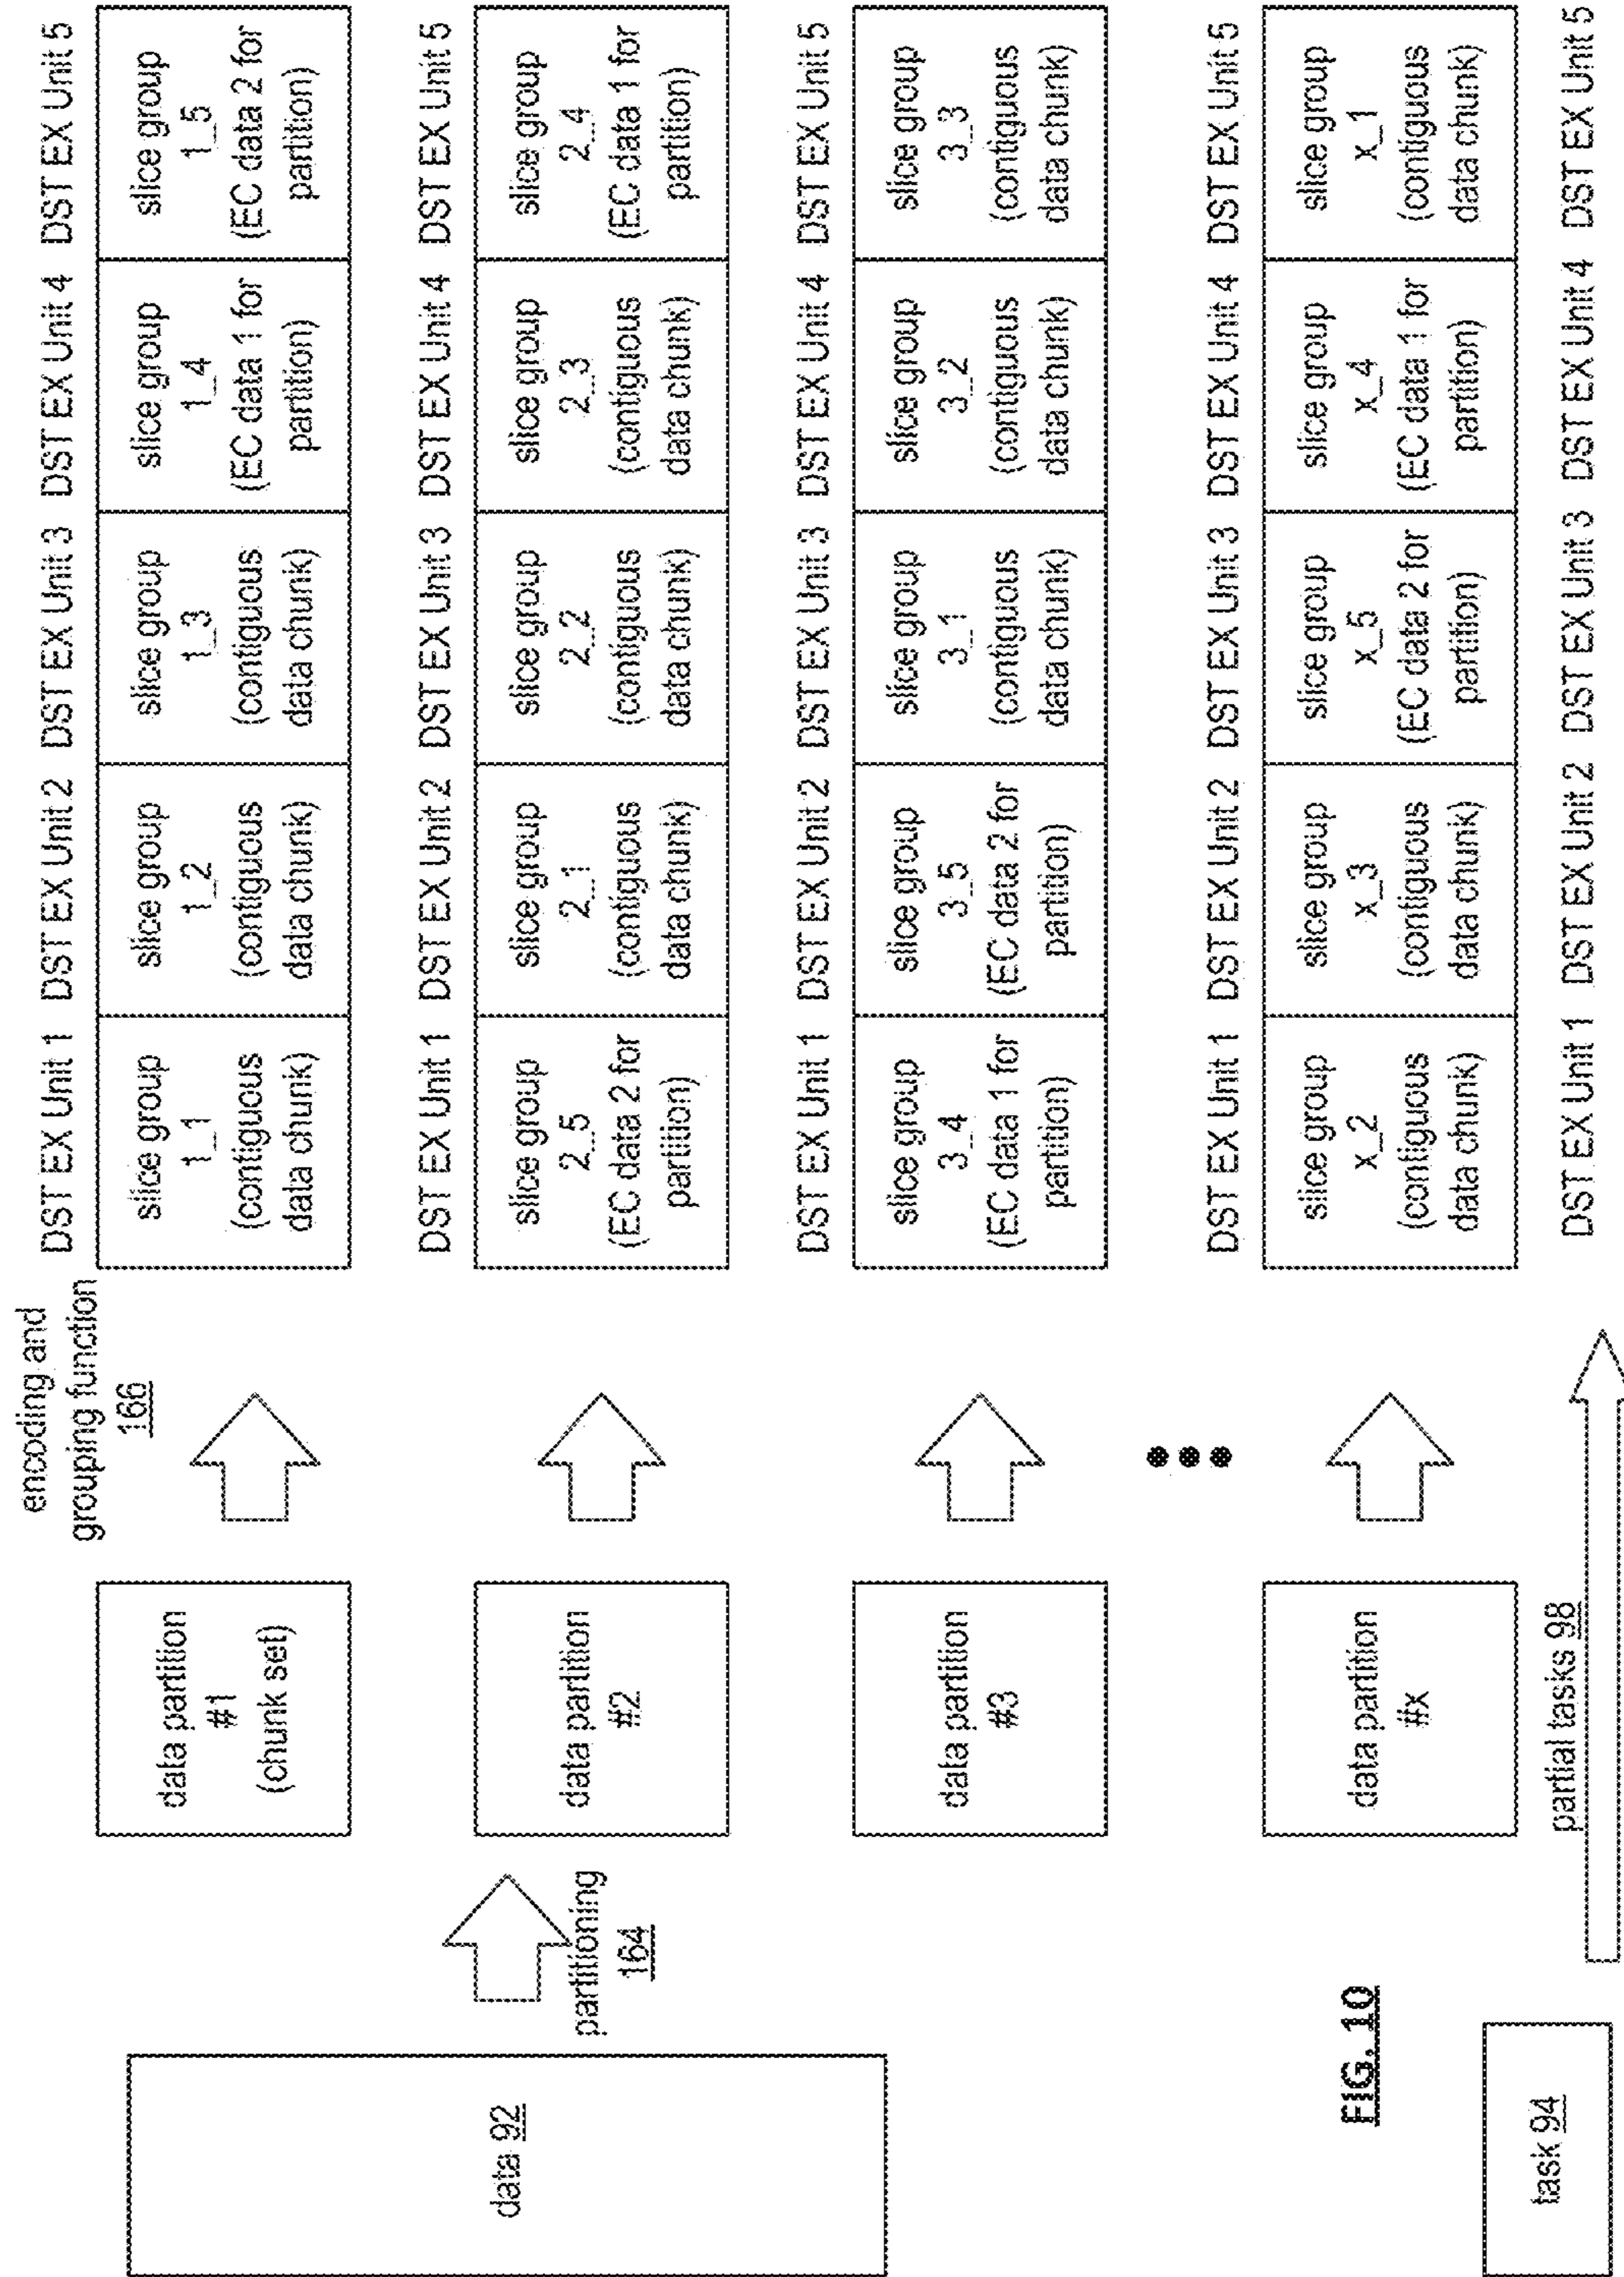 encoding and
grouping function
166
data 92
partitioning
164
data partition
#1
(chunk set)
DST EX Unit 1 DST EX Unit 2 DST EX Unit 3 DST EX Unit 4 DST EX Unit 5
slice group
1_1
(contiguous
data chunk)
slice group
1_2
(contiguous
data chunk)
slice group
1_3
(contiguous
data chunk)
slice group
1_4
(EC data 1 for
partition)
slice group
1_5
(EC data 2 for
partition)
data partition
#2
DST EX Unit 1 DST EX Unit 2 DST EX Unit 3 DST EX Unit 4 DST EX Unit 5
slice group
2_5
(EC data 2 for
partition)
slice group
2_1
(contiguous
data chunk)
slice group
2_2
(contiguous
data chunk)
slice group
2_3
(contiguous
data chunk)
slice group
2_4
(EC data 1 for
partition)
data partition
#3
DST EX Unit 1 DST EX Unit 2 DST EX Unit 3 DST EX Unit 4 DST EX Unit 5
slice group
3_4
(EC data 1 for
partition)
slice group
3_5
(EC data 2 for
partition)
slice group
3_1
(contiguous
data chunk)
slice group
3_2
(contiguous
data chunk)
slice group
3_3
(contiguous
data chunk)
data partition
#x
DST EX Unit 1 DST EX Unit 2 DST EX Unit 3 DST EX Unit 4 DST EX Unit 5
slice group
x_2
(contiguous
data chunk)
slice group
x_3
(contiguous
data chunk)
slice group
x_5
(EC data 2 for
partition)
slice group
x_4
(EC data 1 for
partition)
slice group
x_1
(contiguous
data chunk)
FIG. 10
task 94
partial tasks 98
DST EX Unit 1 DST EX Unit 2 DST EX Unit 3 DST EX Unit 4 DST EX Unit 5